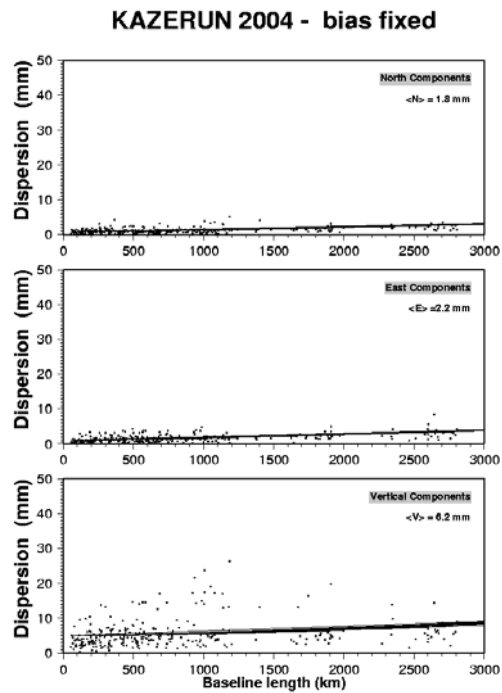 KAZERUN 2004 - bias fixed
50
North Components
40
<N> = 1.8 mm
30
Dispersion (mm)
20
10
0
0 500 1000 1500 2000 2500 3000
50
East Components
40
<E> =2.2 mm
30
Dispersion (mm)
20
10
0
0 500 1000 1500 2000 2500 3000
50
Vertical Components
40
<V> = 6.2 mm
30
Dispersion (mm)
20
10
0
0 500 1000 1500 2000 2500 3000
Baseline length (km)